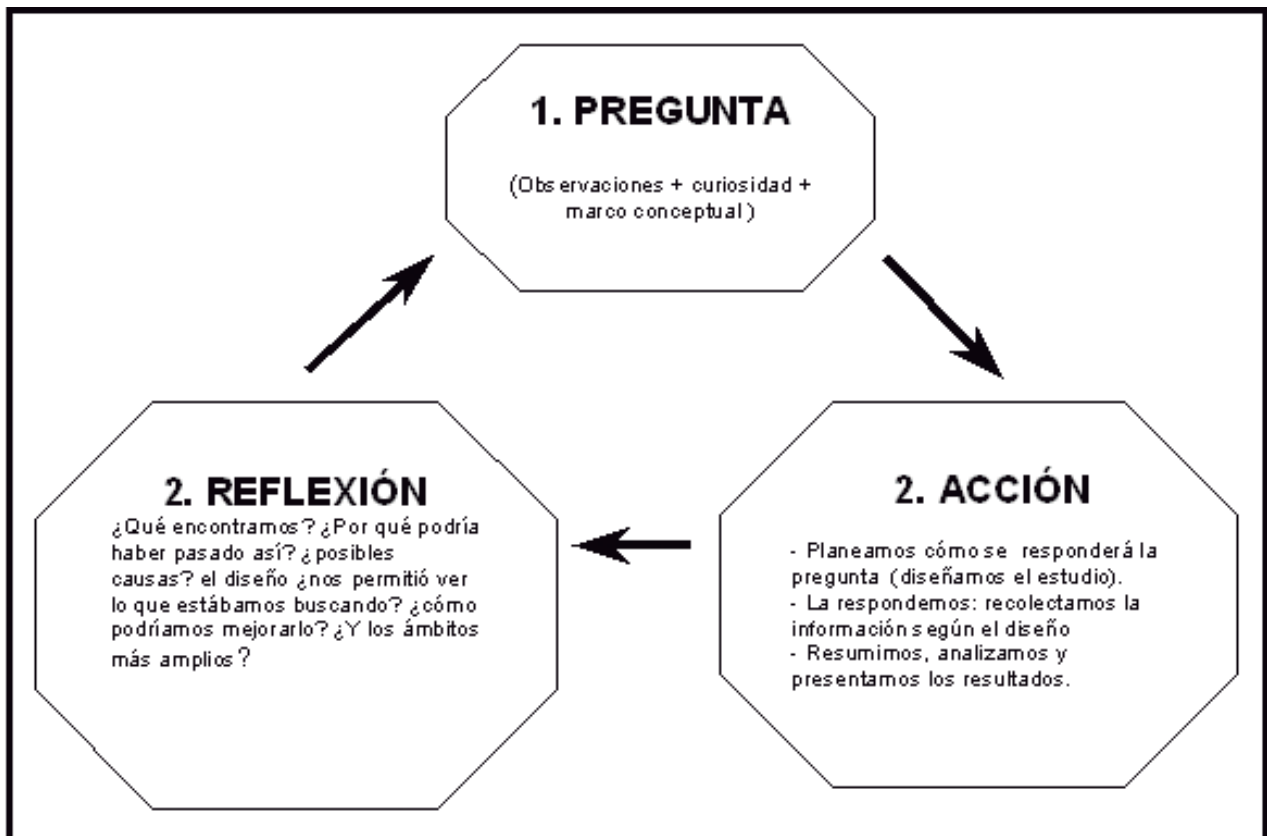 1. PREGUNTA
(Observaciones + curiosidad +
marco conceptual)
2. ACCIÓN
- Planeamos cómo se responderá la
pregunta (diseñamos el estudio).
- La respondemos: recolectamos la
información según el diseño
- Resumimos, analizamos y
presentamos los resultados.
2. REFLEXIÓN
¿Qué encontramos? ¿Por qué podría
haber pasado así? ¿posibles
causas? el diseño ¿nos permitió ver
lo que estábamos buscando? ¿cómo
podríamos mejorarlo? ¿Y los ámbitos
más amplios?